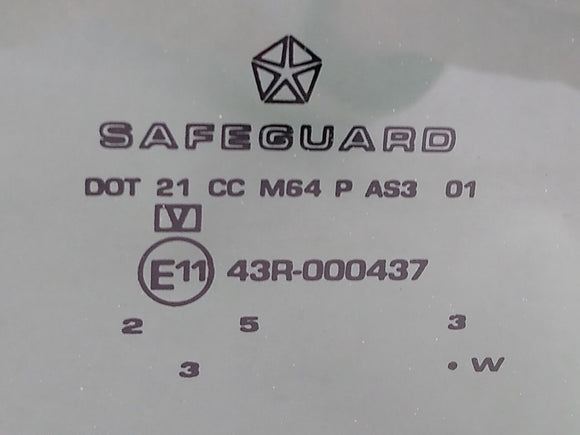 SAFEGUARD
DOT 21 CC M64 P AS3 01
V
E11 43R-000437
2 5 3
3 • W